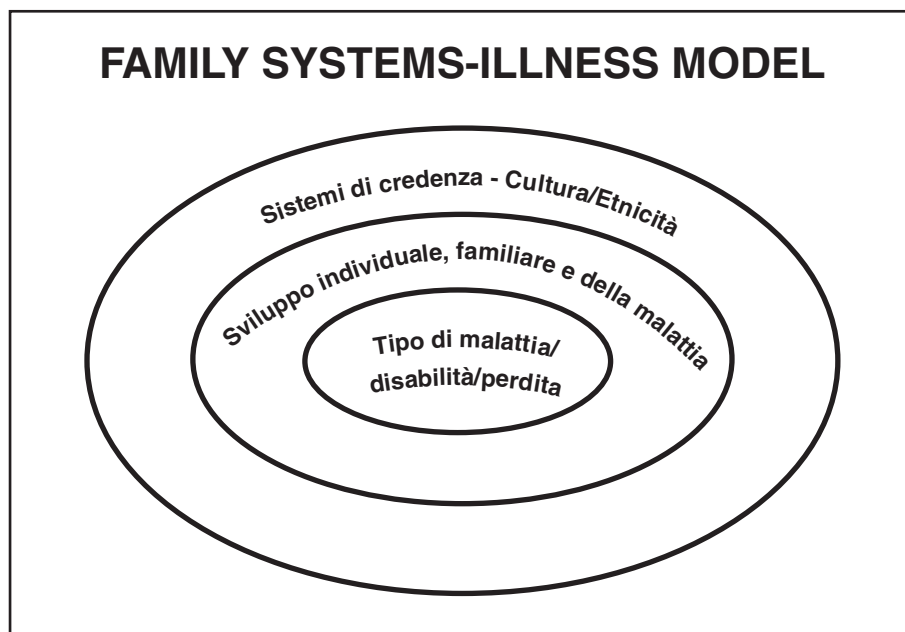 FAMILY SYSTEMS-ILLNESS MODEL
Sistemi di credenza - Cultura/Etnicità
Sviluppo individuale, familiare e della malattia
Tipo di malattia/
disabilità/perdita